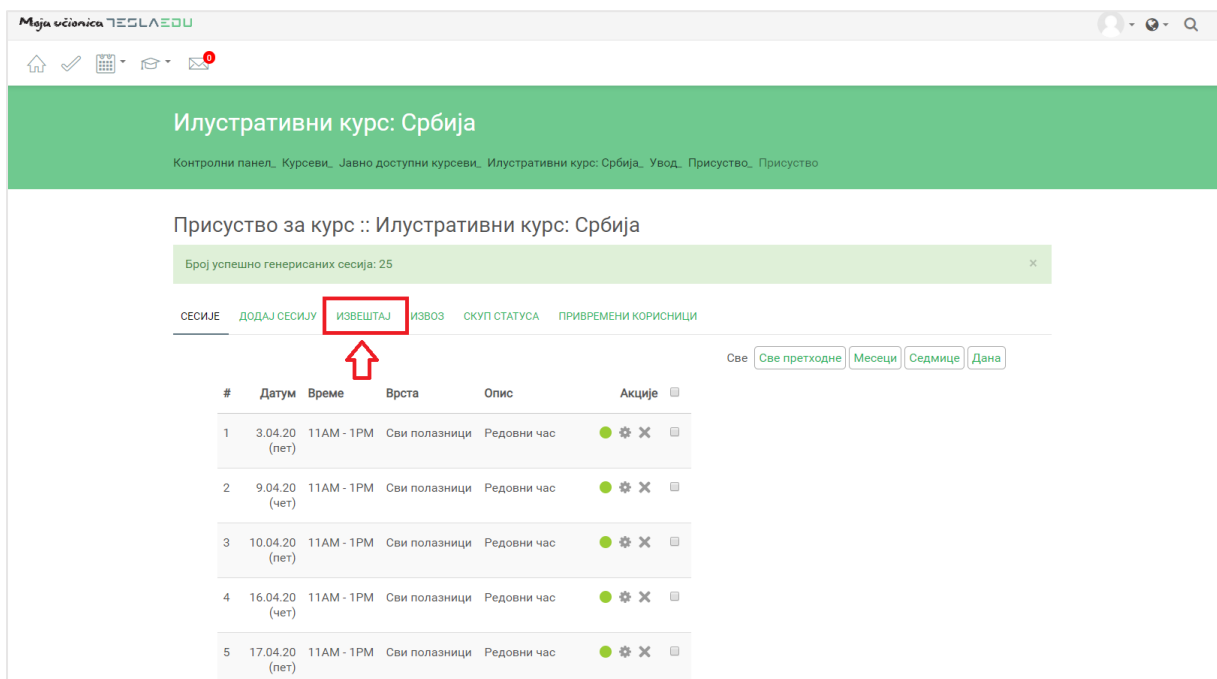 Moja učionica TESLAEDU
0
Илустративни курс: Србија
Контролни панел_ Курсеви_ Јавно доступни курсеви_ Илустративни курс: Србија_ Увод_ Присуство_ Присуство
Присуство за курс :: Илустративни курс: Србија
Број успешно генерисаних сесија: 25 ×
СЕСИЈЕ ДОДАЈ СЕСИЈУ ИЗВЕШТАЈ ИЗВОЗ СКУП СТАТУСА ПРИВРЕМЕНИ КОРИСНИЦИ
Све Све претходне Месеци Седмице Дана
# Датум Време Врста Опис Акције
1 3.04.20 11AM - 1PM Сви полазници Редовни час
(пет)
2 9.04.20 11AM - 1PM Сви полазници Редовни час
(чет)
3 10.04.20 11AM - 1PM Сви полазници Редовни час
(пет)
4 16.04.20 11AM - 1PM Сви полазници Редовни час
(чет)
5 17.04.20 11AM - 1PM Сви полазници Редовни час
(пет)